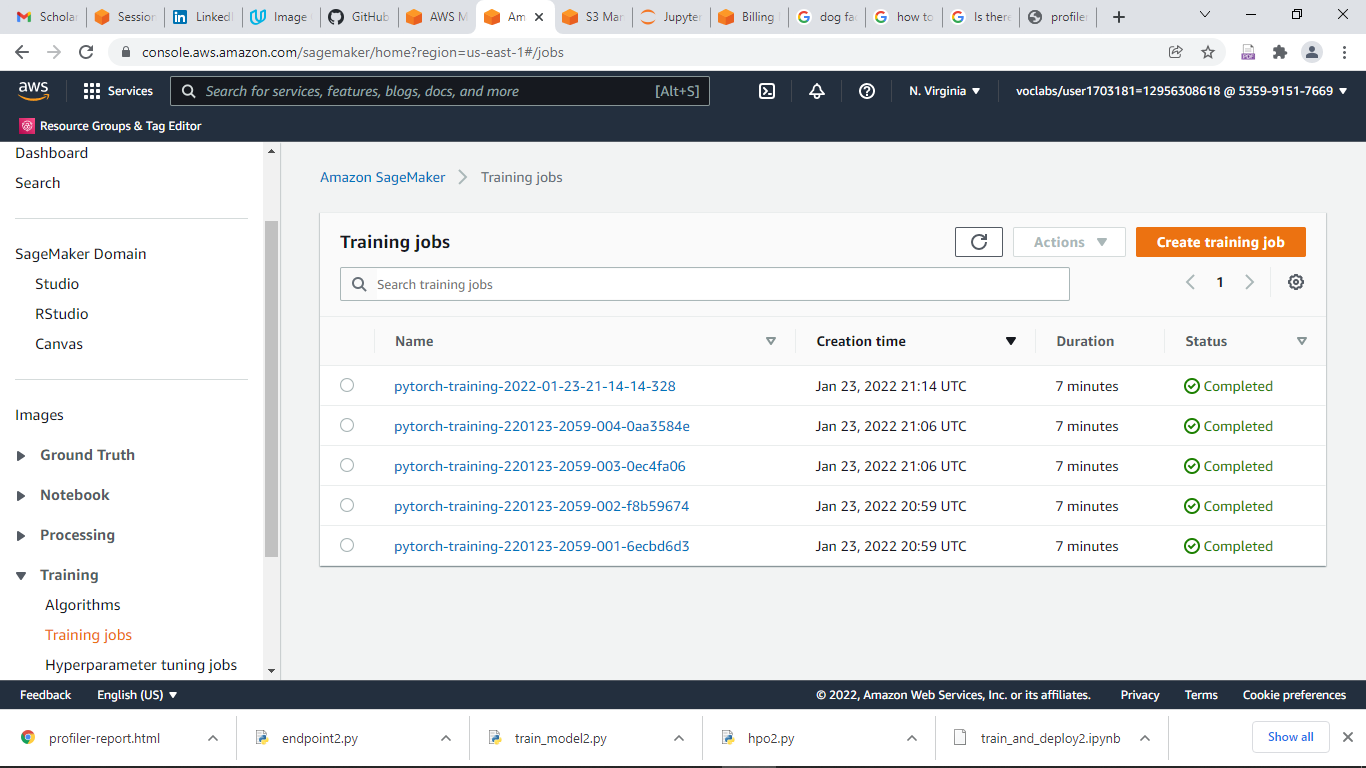 Scholar
Session
LinkedI
Image
GitHub
AWS M
Am
S3 Mar
Jupyter
Billing
dog fac
how to
Is there
profiler
console.aws.amazon.com/sagemaker/home?region=us-east-1#/jobs
aws
Services
Search for services, features, blogs, docs, and more
[Alt+S]
N. Virginia
voclabs/user1703181=12956308618 @ 5359-9151-7669
Resource Groups & Tag Editor
Dashboard
Search
SageMaker Domain
Studio
RStudio
Canvas
Images
Ground Truth
Notebook
Processing
Training
Algorithms
Training jobs
Hyperparameter tuning jobs
Amazon SageMaker
Training jobs
Training jobs
Actions
Create training job
Search training jobs
1
Name Creation time Duration Status
pytorch-training-2022-01-23-21-14-14-328 Jan 23, 2022 21:14 UTC 7 minutes Completed
pytorch-training-220123-2059-004-0aa3584e Jan 23, 2022 21:06 UTC 7 minutes Completed
pytorch-training-220123-2059-003-0ec4fa06 Jan 23, 2022 21:06 UTC 7 minutes Completed
pytorch-training-220123-2059-002-f8b59674 Jan 23, 2022 20:59 UTC 7 minutes Completed
pytorch-training-220123-2059-001-6ecbd6d3 Jan 23, 2022 20:59 UTC 7 minutes Completed
Feedback English (US) © 2022, Amazon Web Services, Inc. or its affiliates. Privacy Terms Cookie preferences
profiler-report.html
endpoint2.py
train_model2.py
hpo2.py
train_and_deploy2.ipynb
Show all